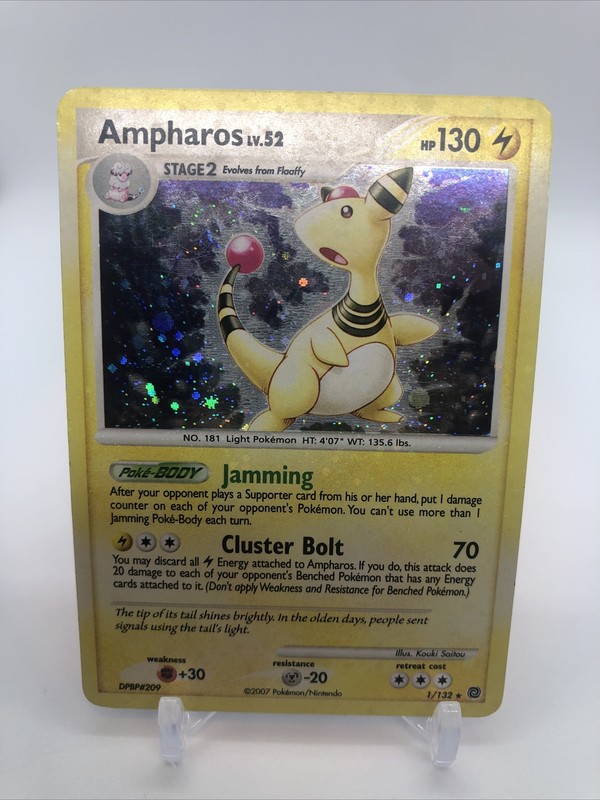 Ampharos LV.52 HP 130
STAGE2 Evolves from Flaaffy
NO. 181 Light Pokémon HT: 4'07" WT: 135.6 lbs.
Poké-BODY Jamming
After your opponent plays a Supporter card from his or her hand, put 1 damage
counter on each of your opponent's Pokémon. You can't use more than 1
Jamming Poké-Body each turn.
Cluster Bolt 70
You may discard all Energy attached to Ampharos. If you do, this attack does
20 damage to each of your opponent's Benched Pokémon that has any Energy
cards attached to it. (Don't apply Weakness and Resistance for Benched Pokémon.)
The tip of its tail shines brightly. In the olden days, people sent
signals using the tail's light.
Illus. Kouki Saitou
weakness resistance retreat cost
+30 -20
DPBP#209 ©2007 Pokémon/Nintendo 1/132 ★